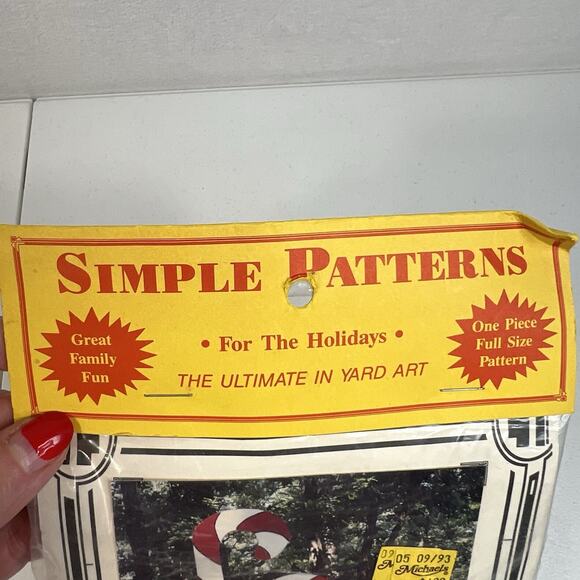 SIMPLE PATTERNS
Great
Family
Fun
• For The Holidays •
THE ULTIMATE IN YARD ART
One Piece
Full Size
Pattern
05 09/93
Michaels